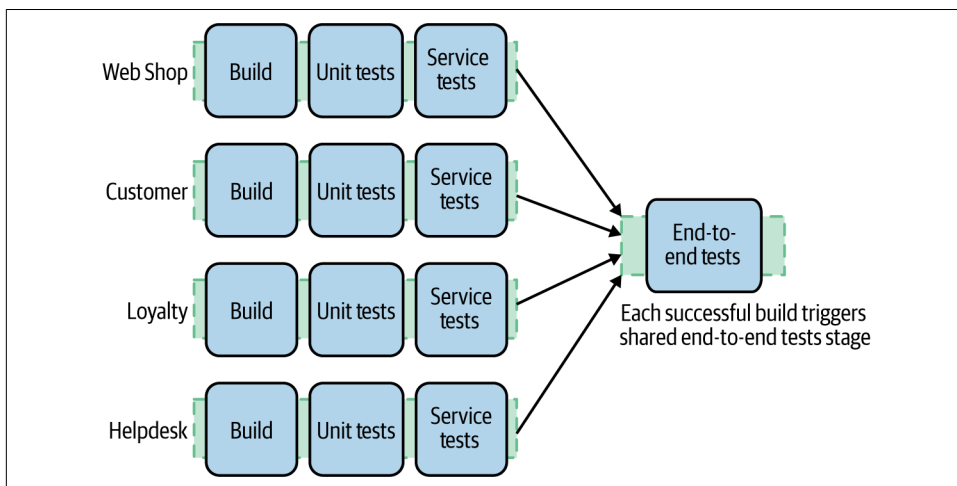 Web Shop
Build
Unit tests
Service
tests
Customer
Build
Unit tests
Service
tests
Loyalty
Build
Unit tests
Service
tests
Helpdesk
Build
Unit tests
Service
tests
End-to-
end tests
Each successful build triggers
shared end-to-end tests stage